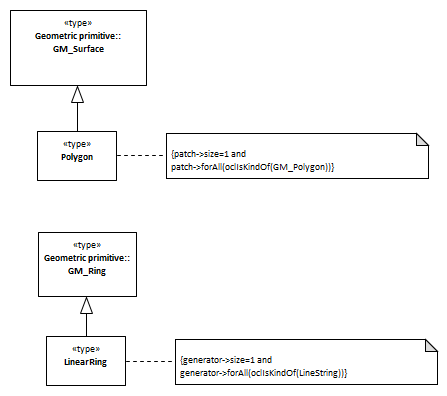 «type»
Geometric primitive::
GM_Surface
«type»
Polygon
{patch->size=1 and
patch->forAll(oclIsKindOf(GM_Polygon))}
«type»
Geometric primitive::
GM_Ring
«type»
LinearRing
{generator->size=1 and
generator->forAll(oclIsKindOf(LineString))}